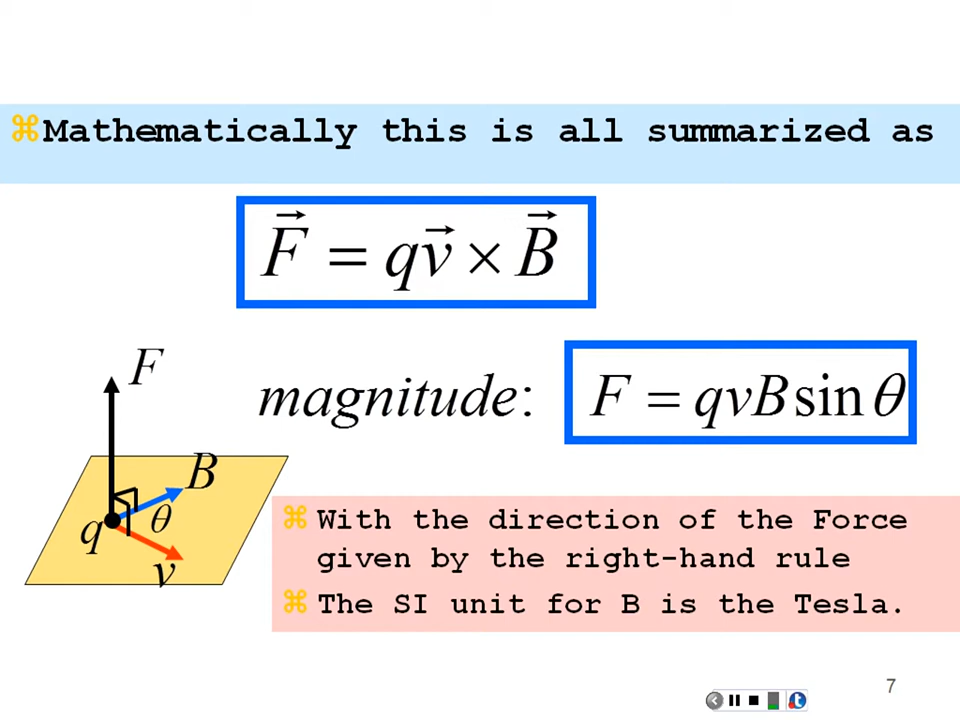 ⌘Mathematically this is all summarized as
F⃗ = qv⃗ × B⃗
magnitude: F = qvB sin θ
F
B
q
θ
v
⌘ With the direction of the Force
given by the right-hand rule
⌘ The SI unit for B is the Tesla.
7